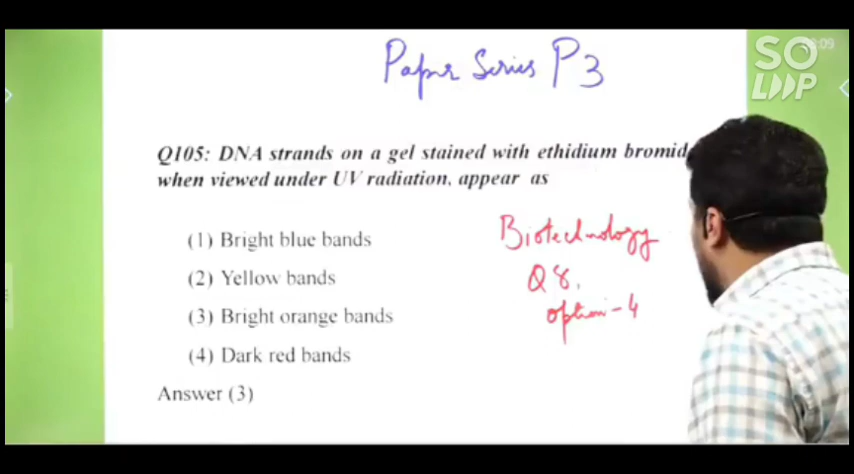 SO
LOOP
Paper Series P3
Q105: DNA strands on a gel stained with ethidium bromid
when viewed under UV radiation, appear as
(1) Bright blue bands
(2) Yellow bands
(3) Bright orange bands
(4) Dark red bands
Answer (3)
Biotechnology
Q8.
option-4